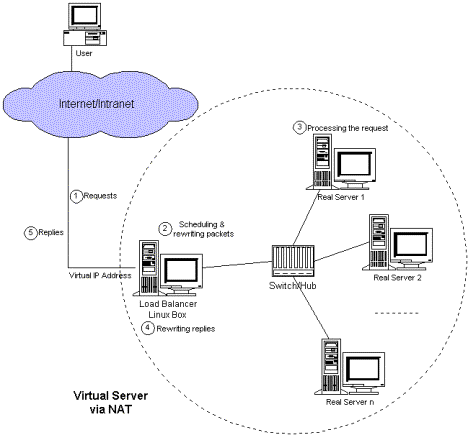 User
Internet/Intranet
3 Processing the request
Real Server 1
1 Requests
2 Scheduling &
rewriting packets
5 Replies
Virtual IP Address
Switch/Hub
Real Server 2
Load Balancer
Linux Box
4 Rewriting replies
Virtual Server
via NAT
Real Server n